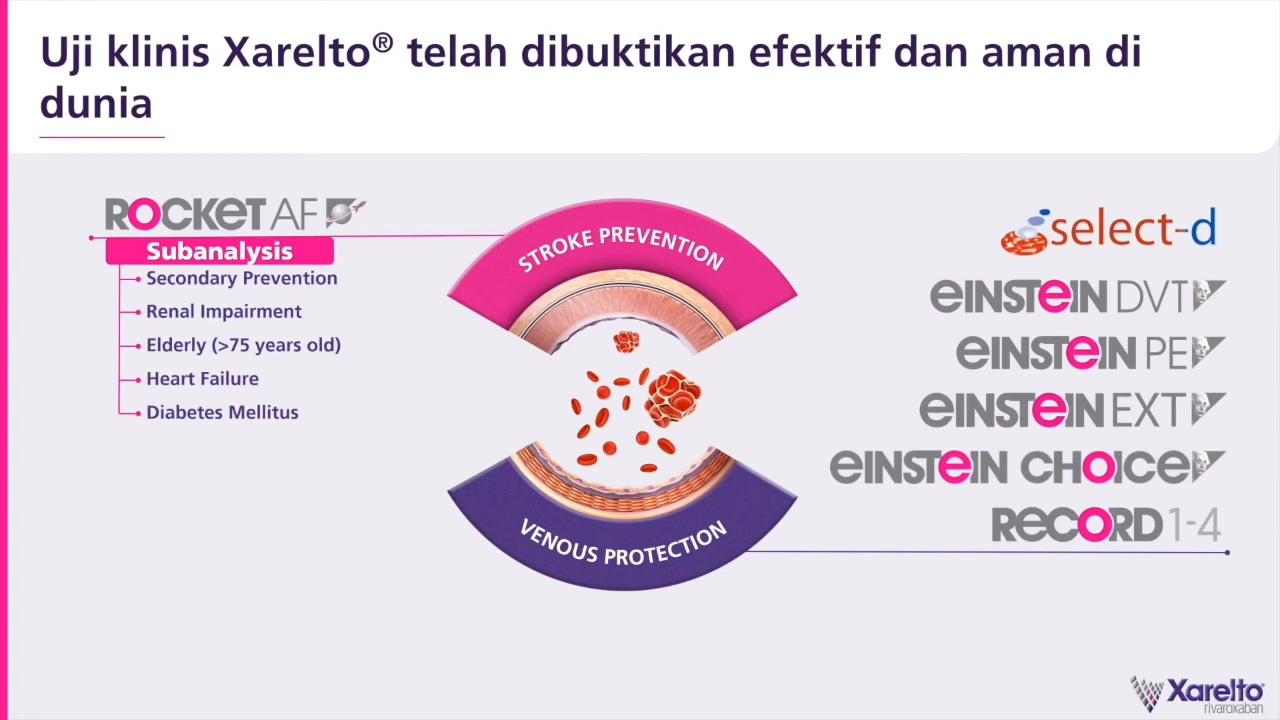 Uji klinis Xarelto® telah dibuktikan efektif dan aman di
dunia
ROCKET AF
Subanalysis
Secondary Prevention
Renal Impairment
Elderly (>75 years old)
Heart Failure
Diabetes Mellitus
STROKE PREVENTION
VENOUS PROTECTION
select-d
EINSTEIN DVT
EINSTEIN PE
EINSTEIN EXT
EINSTEIN CHOICE
RECORD 1-4
Xarelto®
rivaroxaban